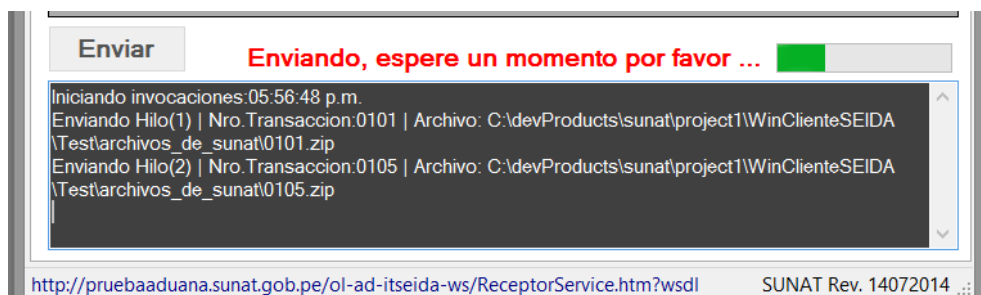 Enviar
Enviando, espere un momento por favor ...
Iniciando invocaciones:05:56:48 p.m.
Enviando Hilo(1) | Nro.Transaccion:0101 | Archivo: C:\devProducts\sunat\project1\WinClienteSEIDA
\Test\archivos_de_sunat\0101.zip
Enviando Hilo(2) | Nro.Transaccion:0105 | Archivo: C:\devProducts\sunat\project1\WinClienteSEIDA
\Test\archivos_de_sunat\0105.zip
http://pruebaaduana.sunat.gob.pe/ol-ad-itseida-ws/ReceptorService.htm?wsdl SUNAT Rev. 14072014